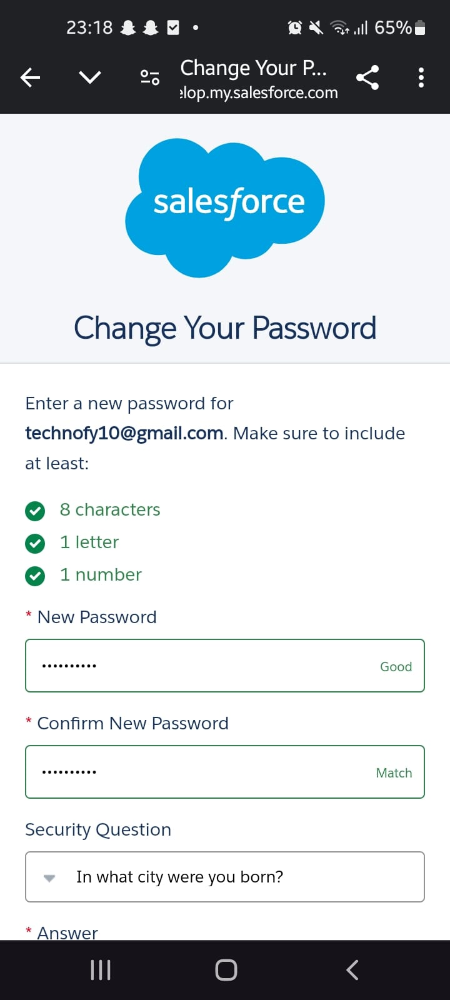 23:18
65%
Change Your P...
elop.my.salesforce.com
salesforce
Change Your Password
Enter a new password for
technofy10@gmail.com. Make sure to include
at least:
8 characters
1 letter
1 number
* New Password
•••••••••• Good
* Confirm New Password
•••••••••• Match
Security Question
In what city were you born?
* Answer